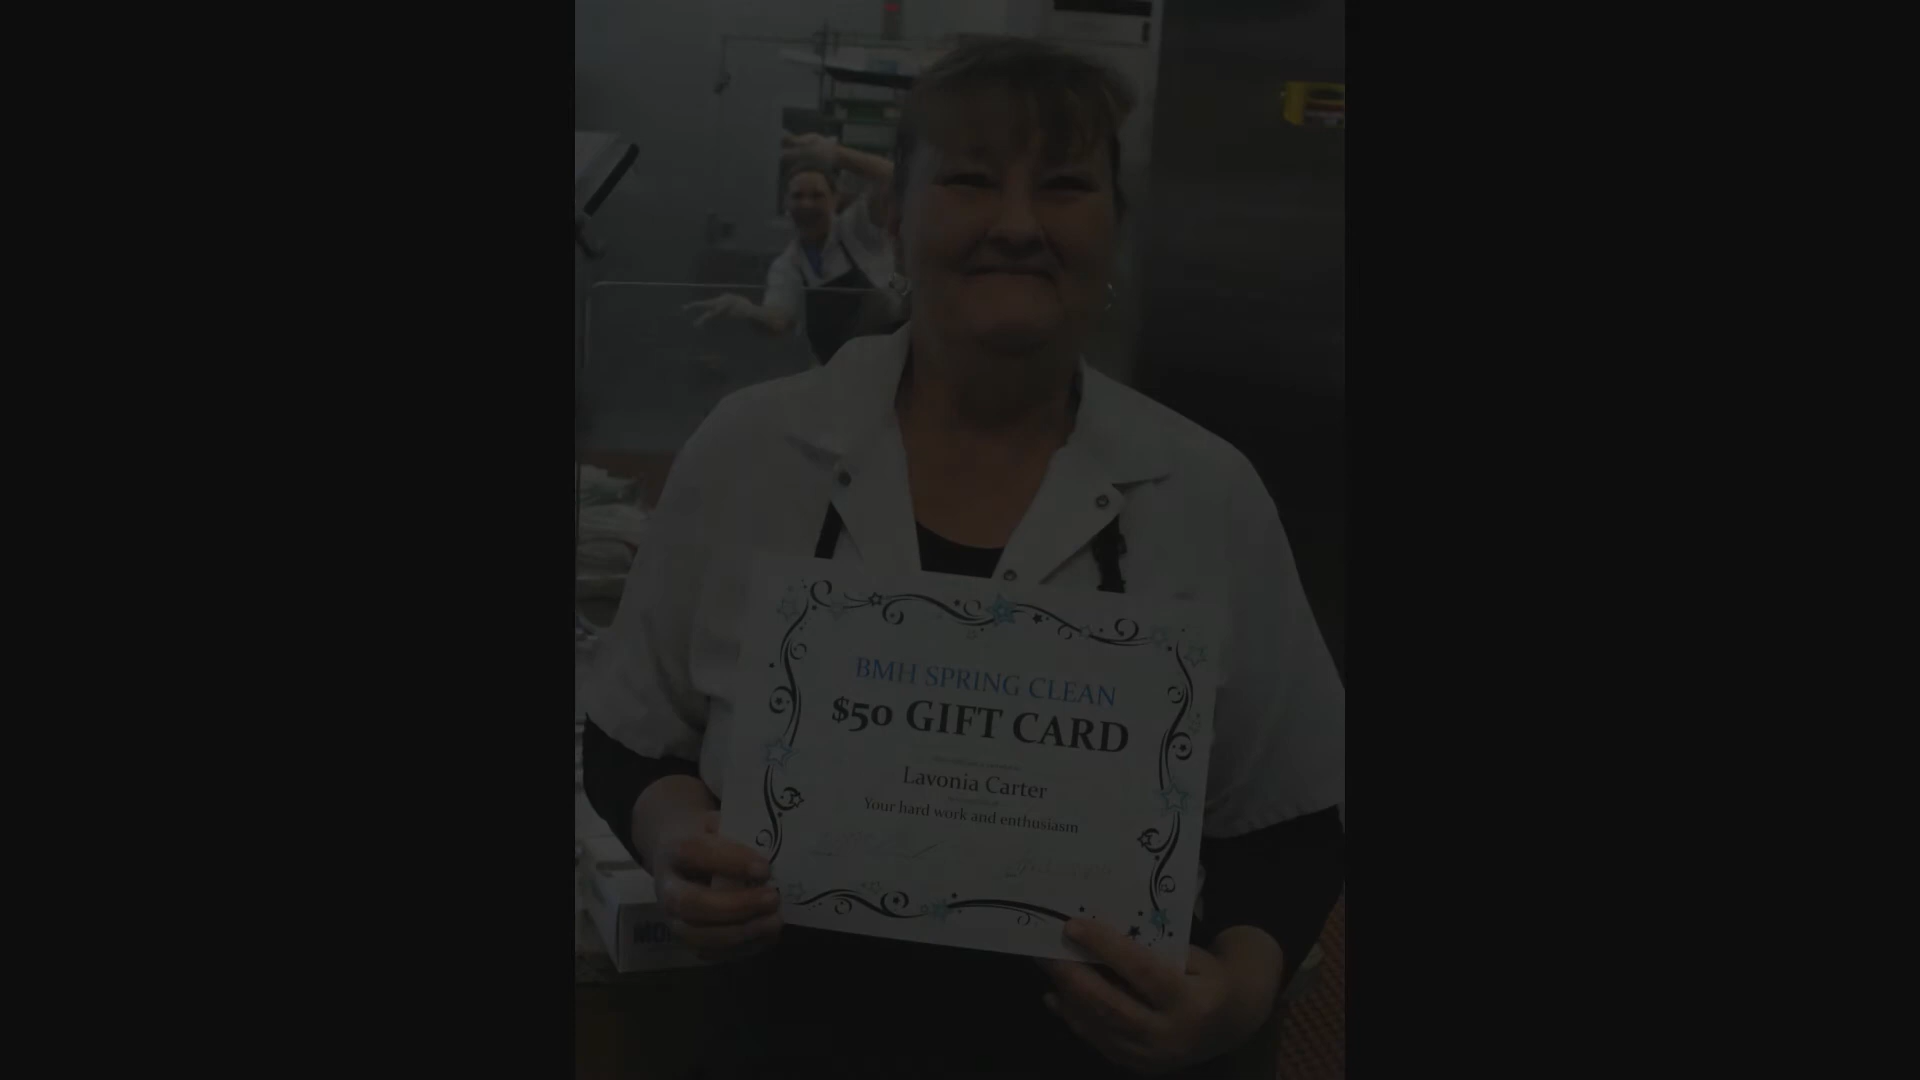 BMH SPRING CLEAN
$50 GIFT CARD
Lavonia Carter
Your hard work and enthusiasm